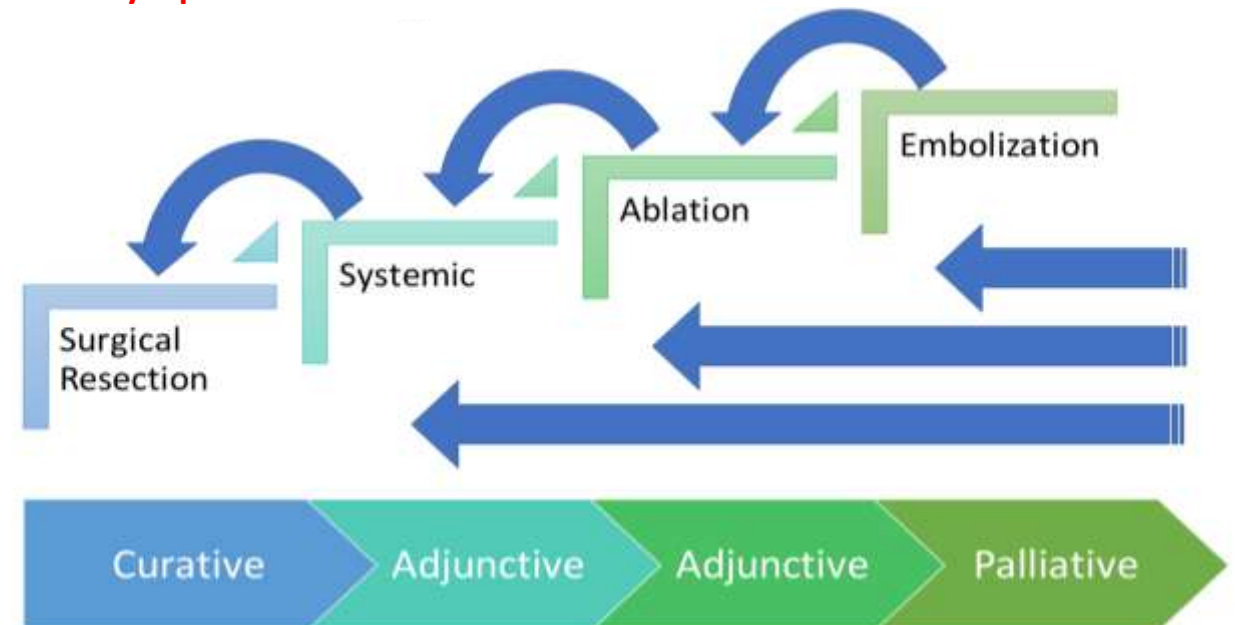 Embolization
Ablation
Systemic
Surgical
Resection
Curative
Adjunctive
Adjunctive
Palliative